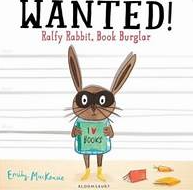 WANTED!
Ralfy Rabbit, Book Burglar
I ♥
BOOKS
Emily MacKenzie
BLOOMSBURY